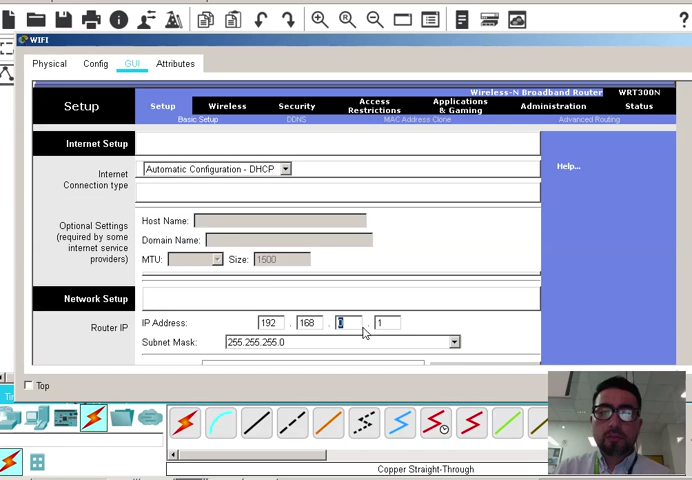 WIFI
Physical Config GUI Attributes
Wireless-N Broadband Router WRT300N
Setup
Setup Wireless Security Access Restrictions Applications & Gaming Administration Status
Basic Setup DDNS MAC Address Clone Advanced Routing
Internet Setup
Internet Connection type
Automatic Configuration - DHCP
Help...
Optional Settings
(required by some
internet service
providers)
Host Name:
Domain Name:
MTU: Size: 1500
Network Setup
Router IP
IP Address: 192 . 168 . 0 . 1
Subnet Mask: 255.255.255.0
Top
Copper Straight-Through